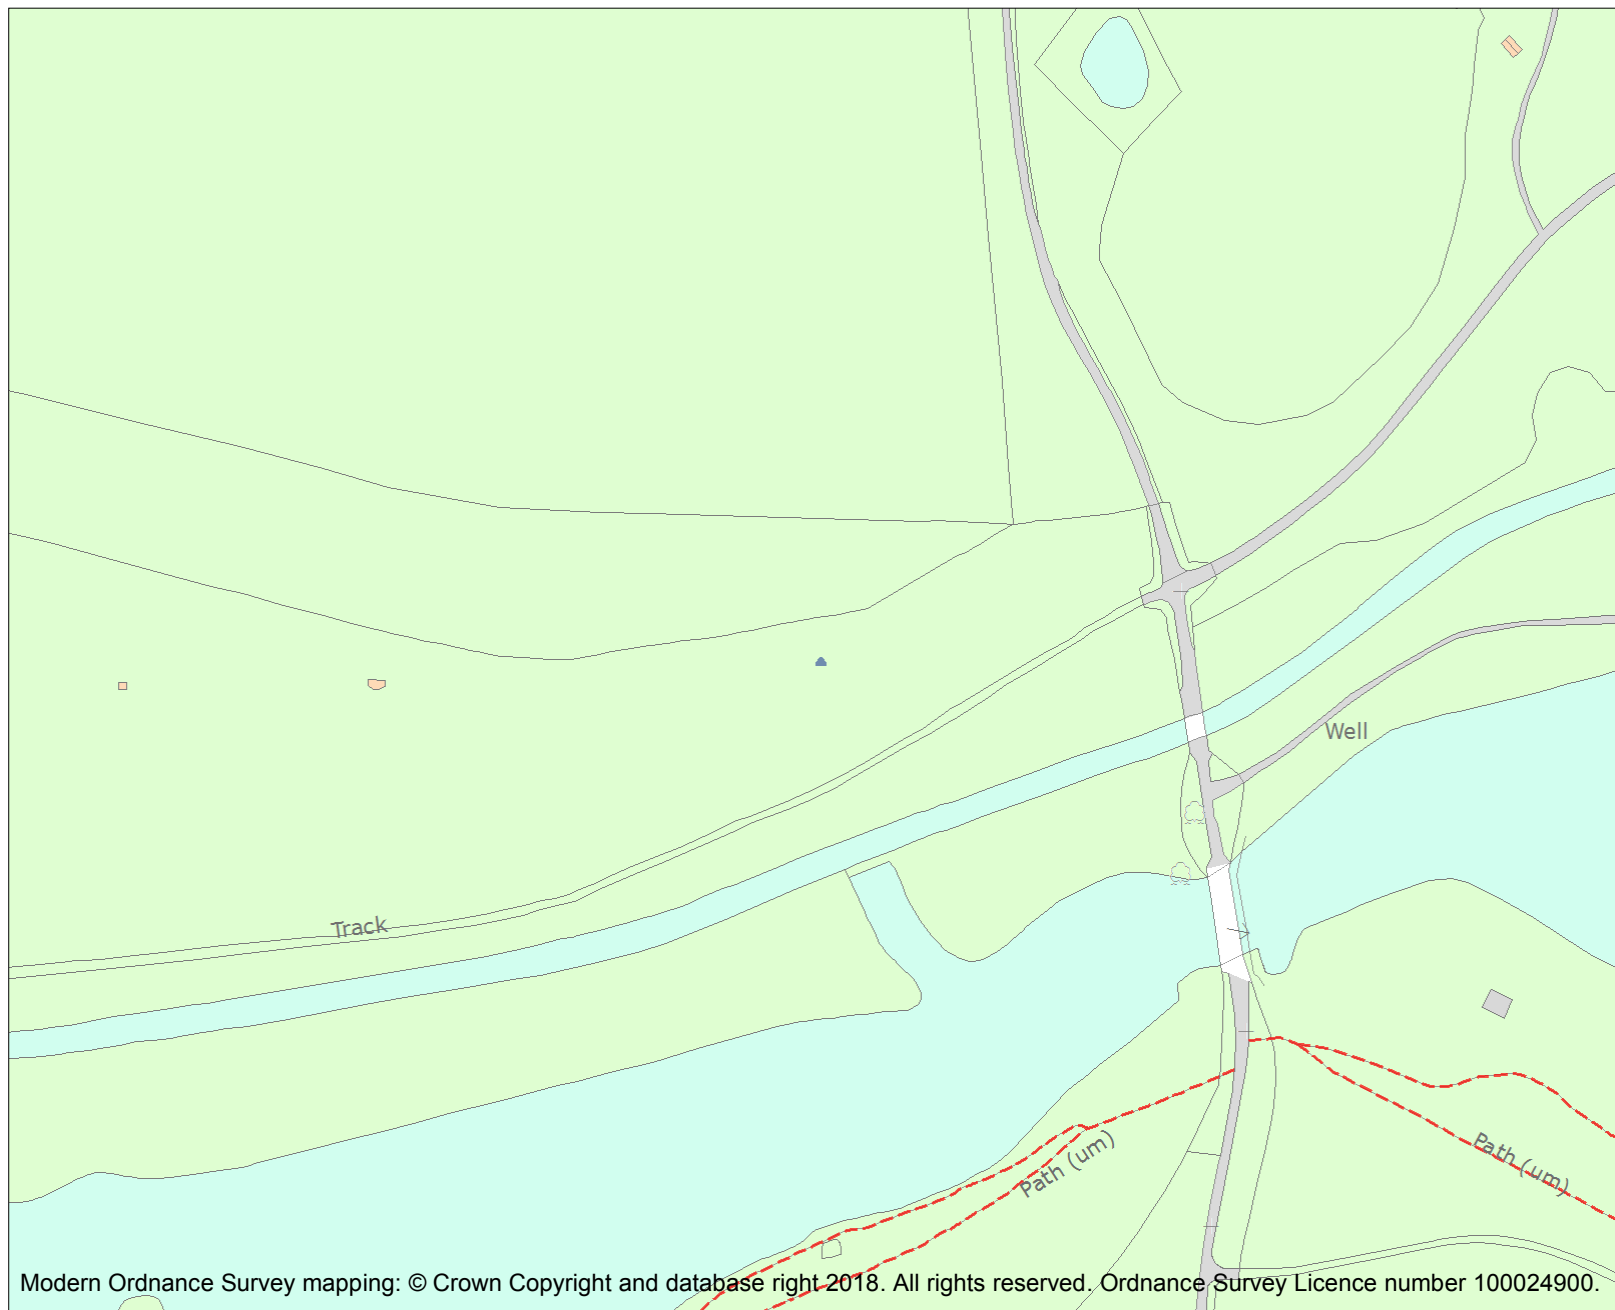 Well
Track
Path (um)
Path (um)
Modern Ordnance Survey mapping: © Crown Copyright and database right 2018. All rights reserved. Ordnance Survey Licence number 100024900.